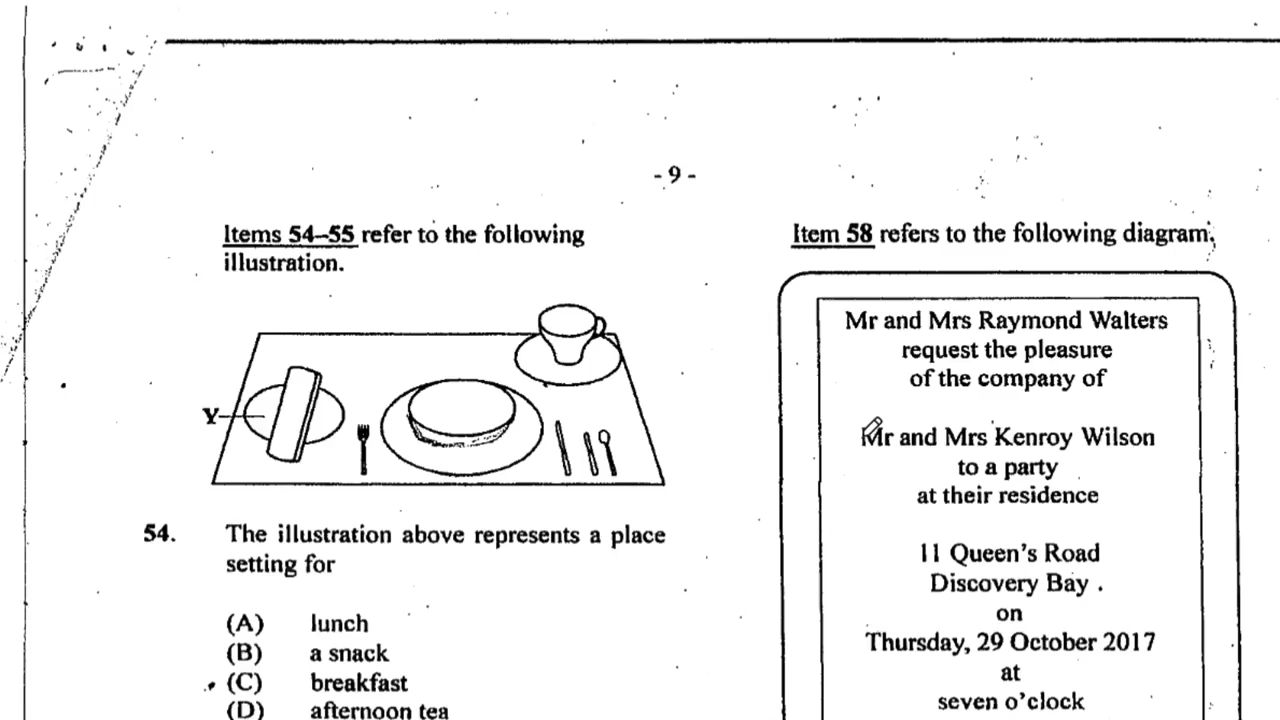 - 9 -
Items 54–55 refer to the following
illustration.
Y
54. The illustration above represents a place
setting for
(A) lunch
(B) a snack
(C) breakfast
(D) afternoon tea
Item 58 refers to the following diagram.
Mr and Mrs Raymond Walters
request the pleasure
of the company of
Mr and Mrs Kenroy Wilson
to a party
at their residence
11 Queen's Road
Discovery Bay .
on
Thursday, 29 October 2017
at
seven o'clock